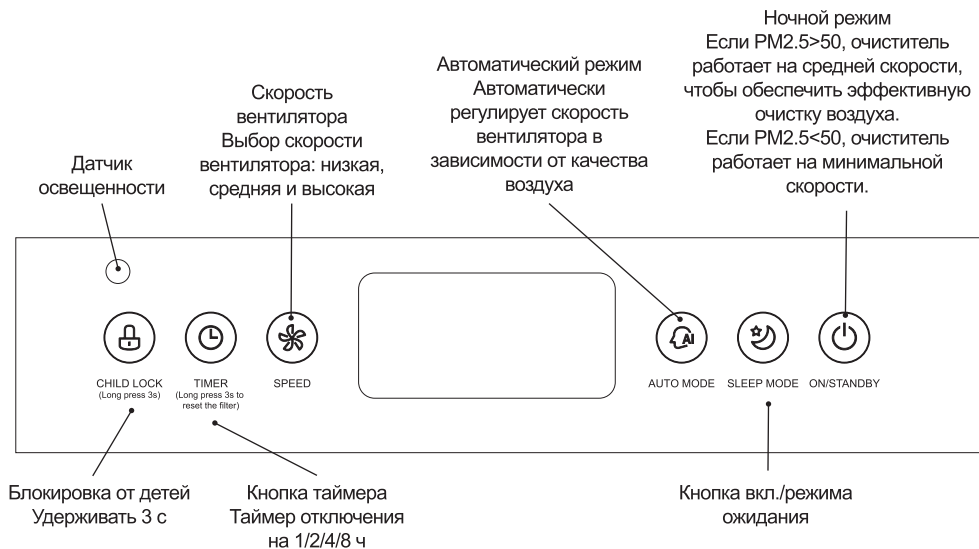 Ночной режим
Если PM2.5>50, очиститель
работает на средней скорости,
чтобы обеспечить эффективную
очистку воздуха.
Если PM2.5<50, очиститель
работает на минимальной
скорости.
Автоматический режим
Автоматически
регулирует скорость
вентилятора в
зависимости от качества
воздуха
Скорость
вентилятора
Выбор скорости
вентилятора: низкая,
средняя и высокая
Датчик
освещенности
CHILD LOCK
(Long press 3s)
TIMER
(Long press 3s to
reset the filter)
SPEED
AI
AUTO MODE
SLEEP MODE
ON/STANDBY
Блокировка от детей
Удерживать 3 с
Кнопка таймера
Таймер отключения
на 1/2/4/8 ч
Кнопка вкл./режима
ожидания